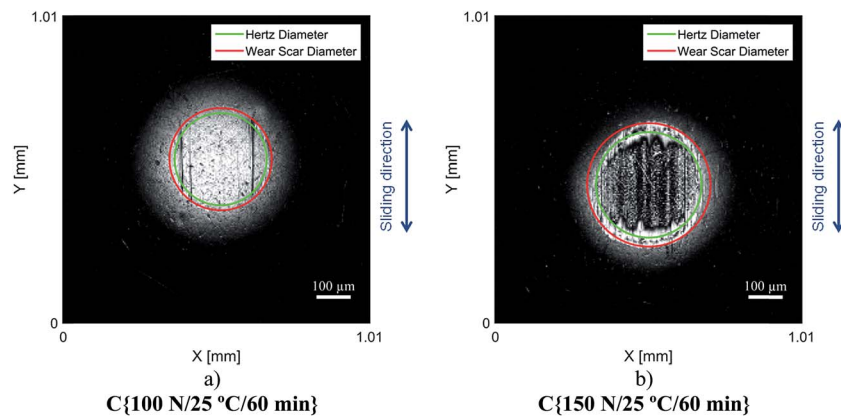 1.01
Hertz Diameter
Wear Scar Diameter
Y [mm]
Sliding direction
100 µm
0
0
1.01
X [mm]
a)
C{100 N/25 ºC/60 min}
1.01
Hertz Diameter
Wear Scar Diameter
Y [mm]
Sliding direction
100 µm
0
0
1.01
X [mm]
b)
C{150 N/25 ºC/60 min}